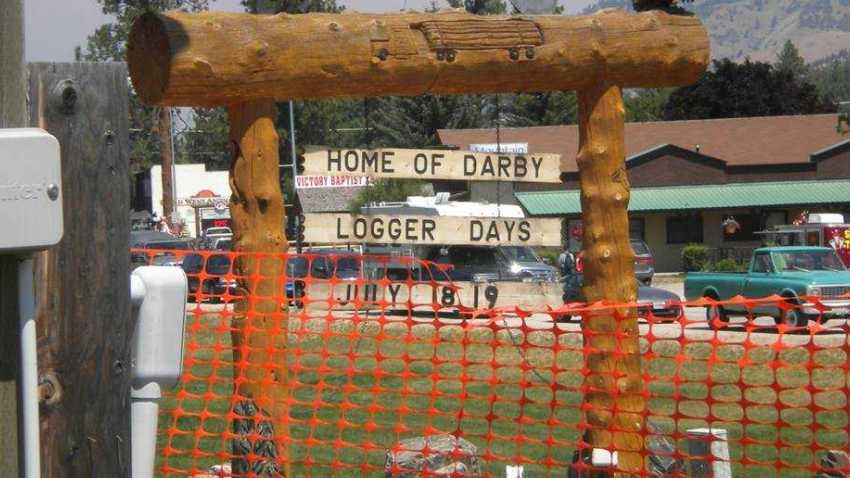 HOME OF DARBY
VICTORY BAPTIST
LOGGER DAYS
JULY 18 19